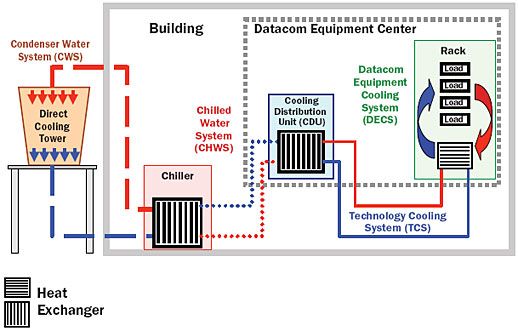 Building
Datacom Equipment Center
Condenser Water
System (CWS)
Direct
Cooling
Tower
Chilled
Water
System
(CHWS)
Chiller
Cooling
Distribution
Unit (CDU)
Datacom
Equipment
Cooling
System
(DECS)
Rack
Load
Load
Load
Load
Technology Cooling
System (TCS)
Heat
Exchanger